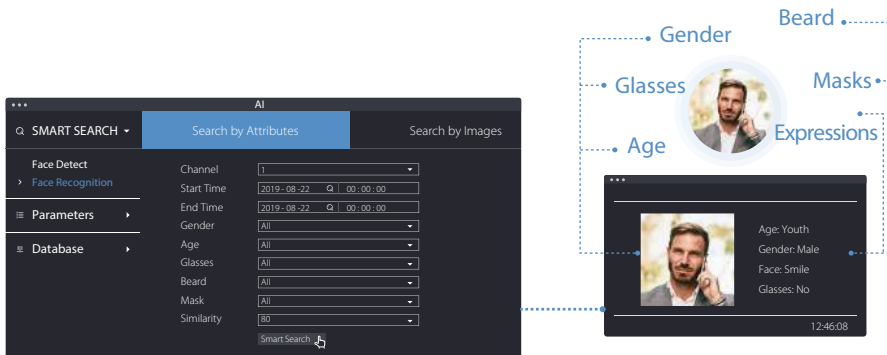 AI
SMART SEARCH
Search by Attributes
Search by Images
Face Detect
Face Recognition
Parameters
Database
Channel 1
Start Time 2019-08-22 00:00:00
End Time 2019-08-22 00:00:00
Gender All
Age All
Glasses All
Beard All
Mask All
Similarity 80
Smart Search
Beard
Gender
Glasses
Masks
Age
Expressions
Age: Youth
Gender: Male
Face: Smile
Glasses: No
12:46:08